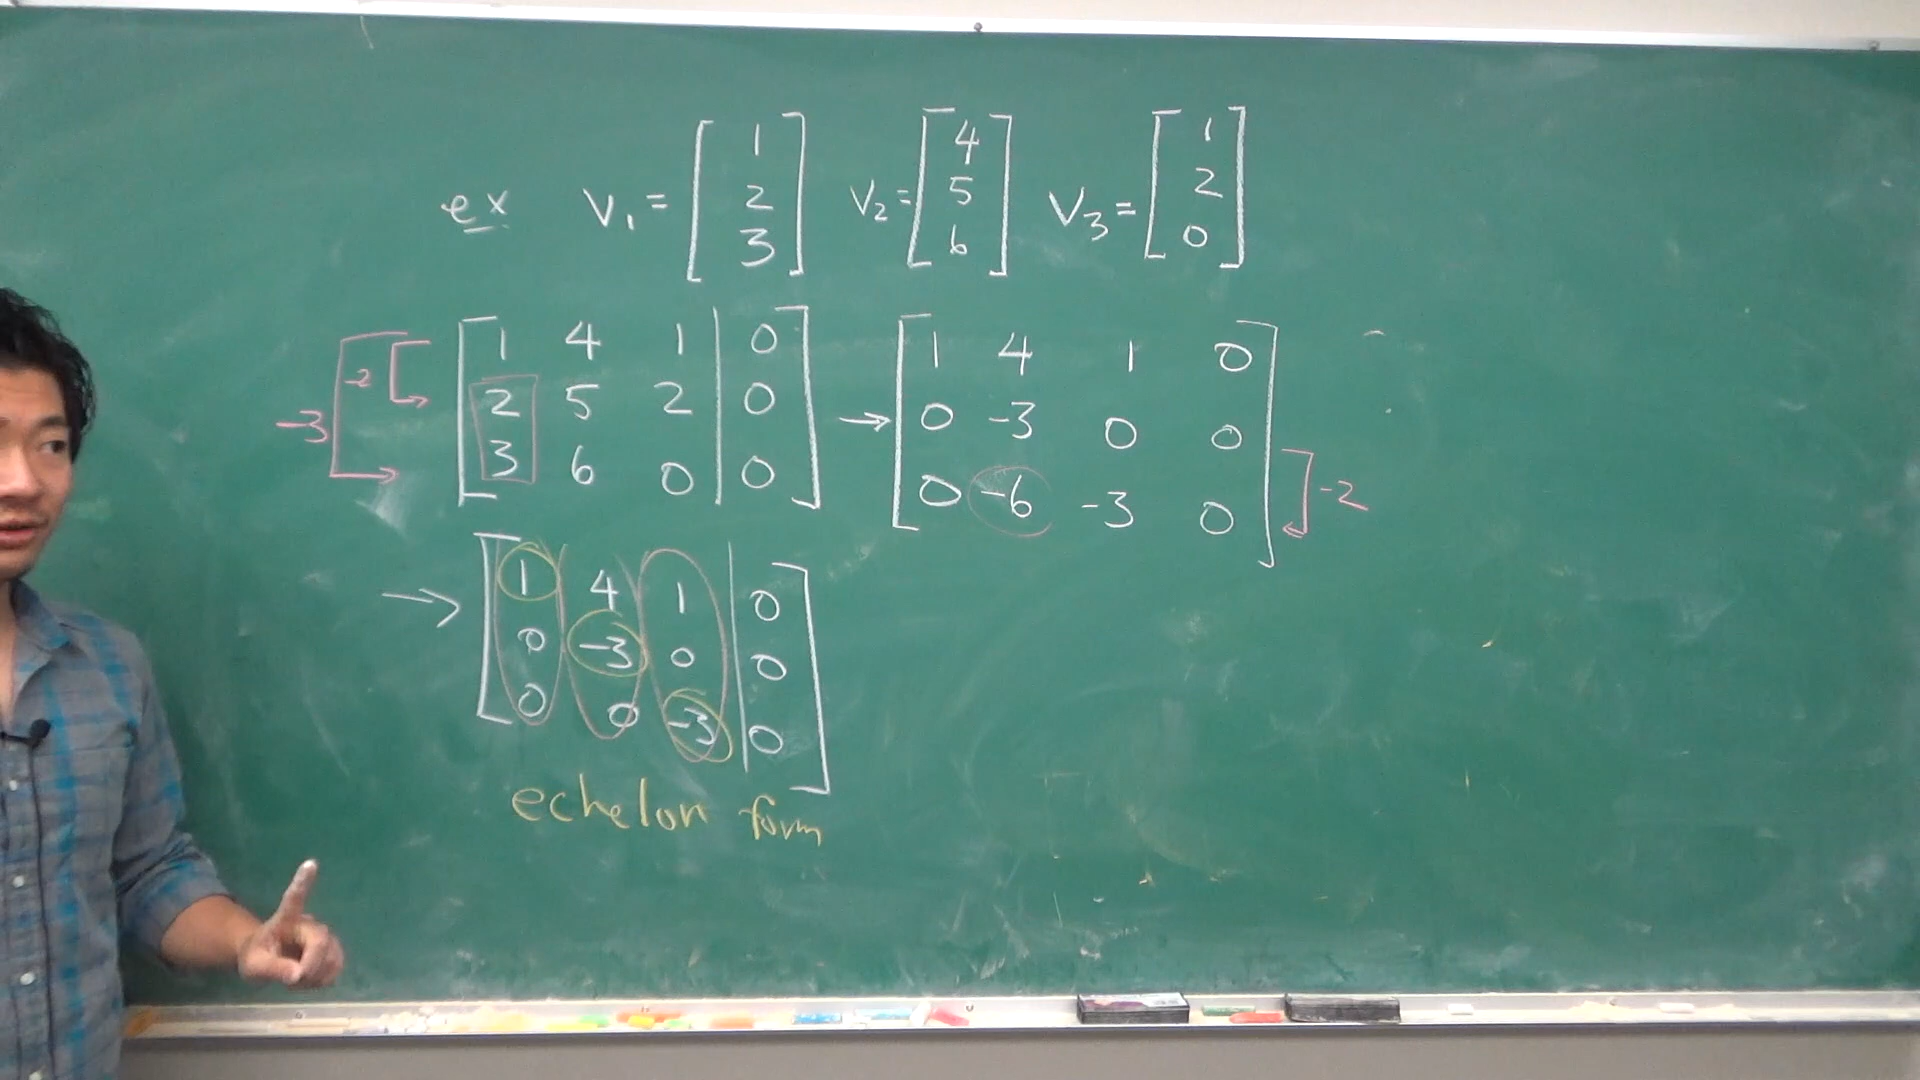 ex V₁ = [1 2 3] V₂ = [4 5 6] V₃ = [1 2 0]
-3 -2 [1 4 1 | 0] → [1 4 1 0]
[2 5 2 | 0] [0 -3 0 0]
[3 6 0 | 0] [0 -6 -3 0] -2
→ [1 4 1 | 0]
[0 -3 0 | 0]
[0 0 -3 | 0]
echelon form